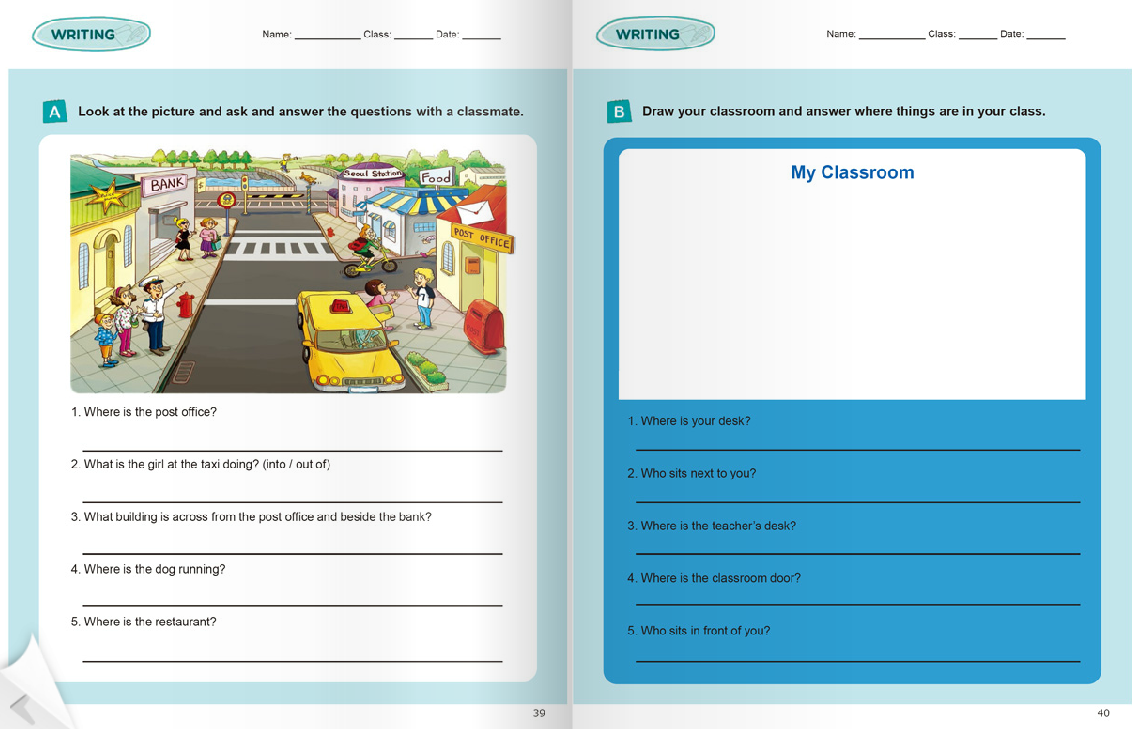 WRITING
Name: ____________ Class: _______ Date: _______
A
Look at the picture and ask and answer the questions with a classmate.
BANK
Seoul Station
Food
POST OFFICE
TAXI
1. Where is the post office?
2. What is the girl at the taxi doing? (into / out of)
3. What building is across from the post office and beside the bank?
4. Where is the dog running?
5. Where is the restaurant?
39
WRITING
Name: ____________ Class: _______ Date: _______
B
Draw your classroom and answer where things are in your class.
My Classroom
1. Where is your desk?
2. Who sits next to you?
3. Where is the teacher's desk?
4. Where is the classroom door?
5. Who sits in front of you?
40